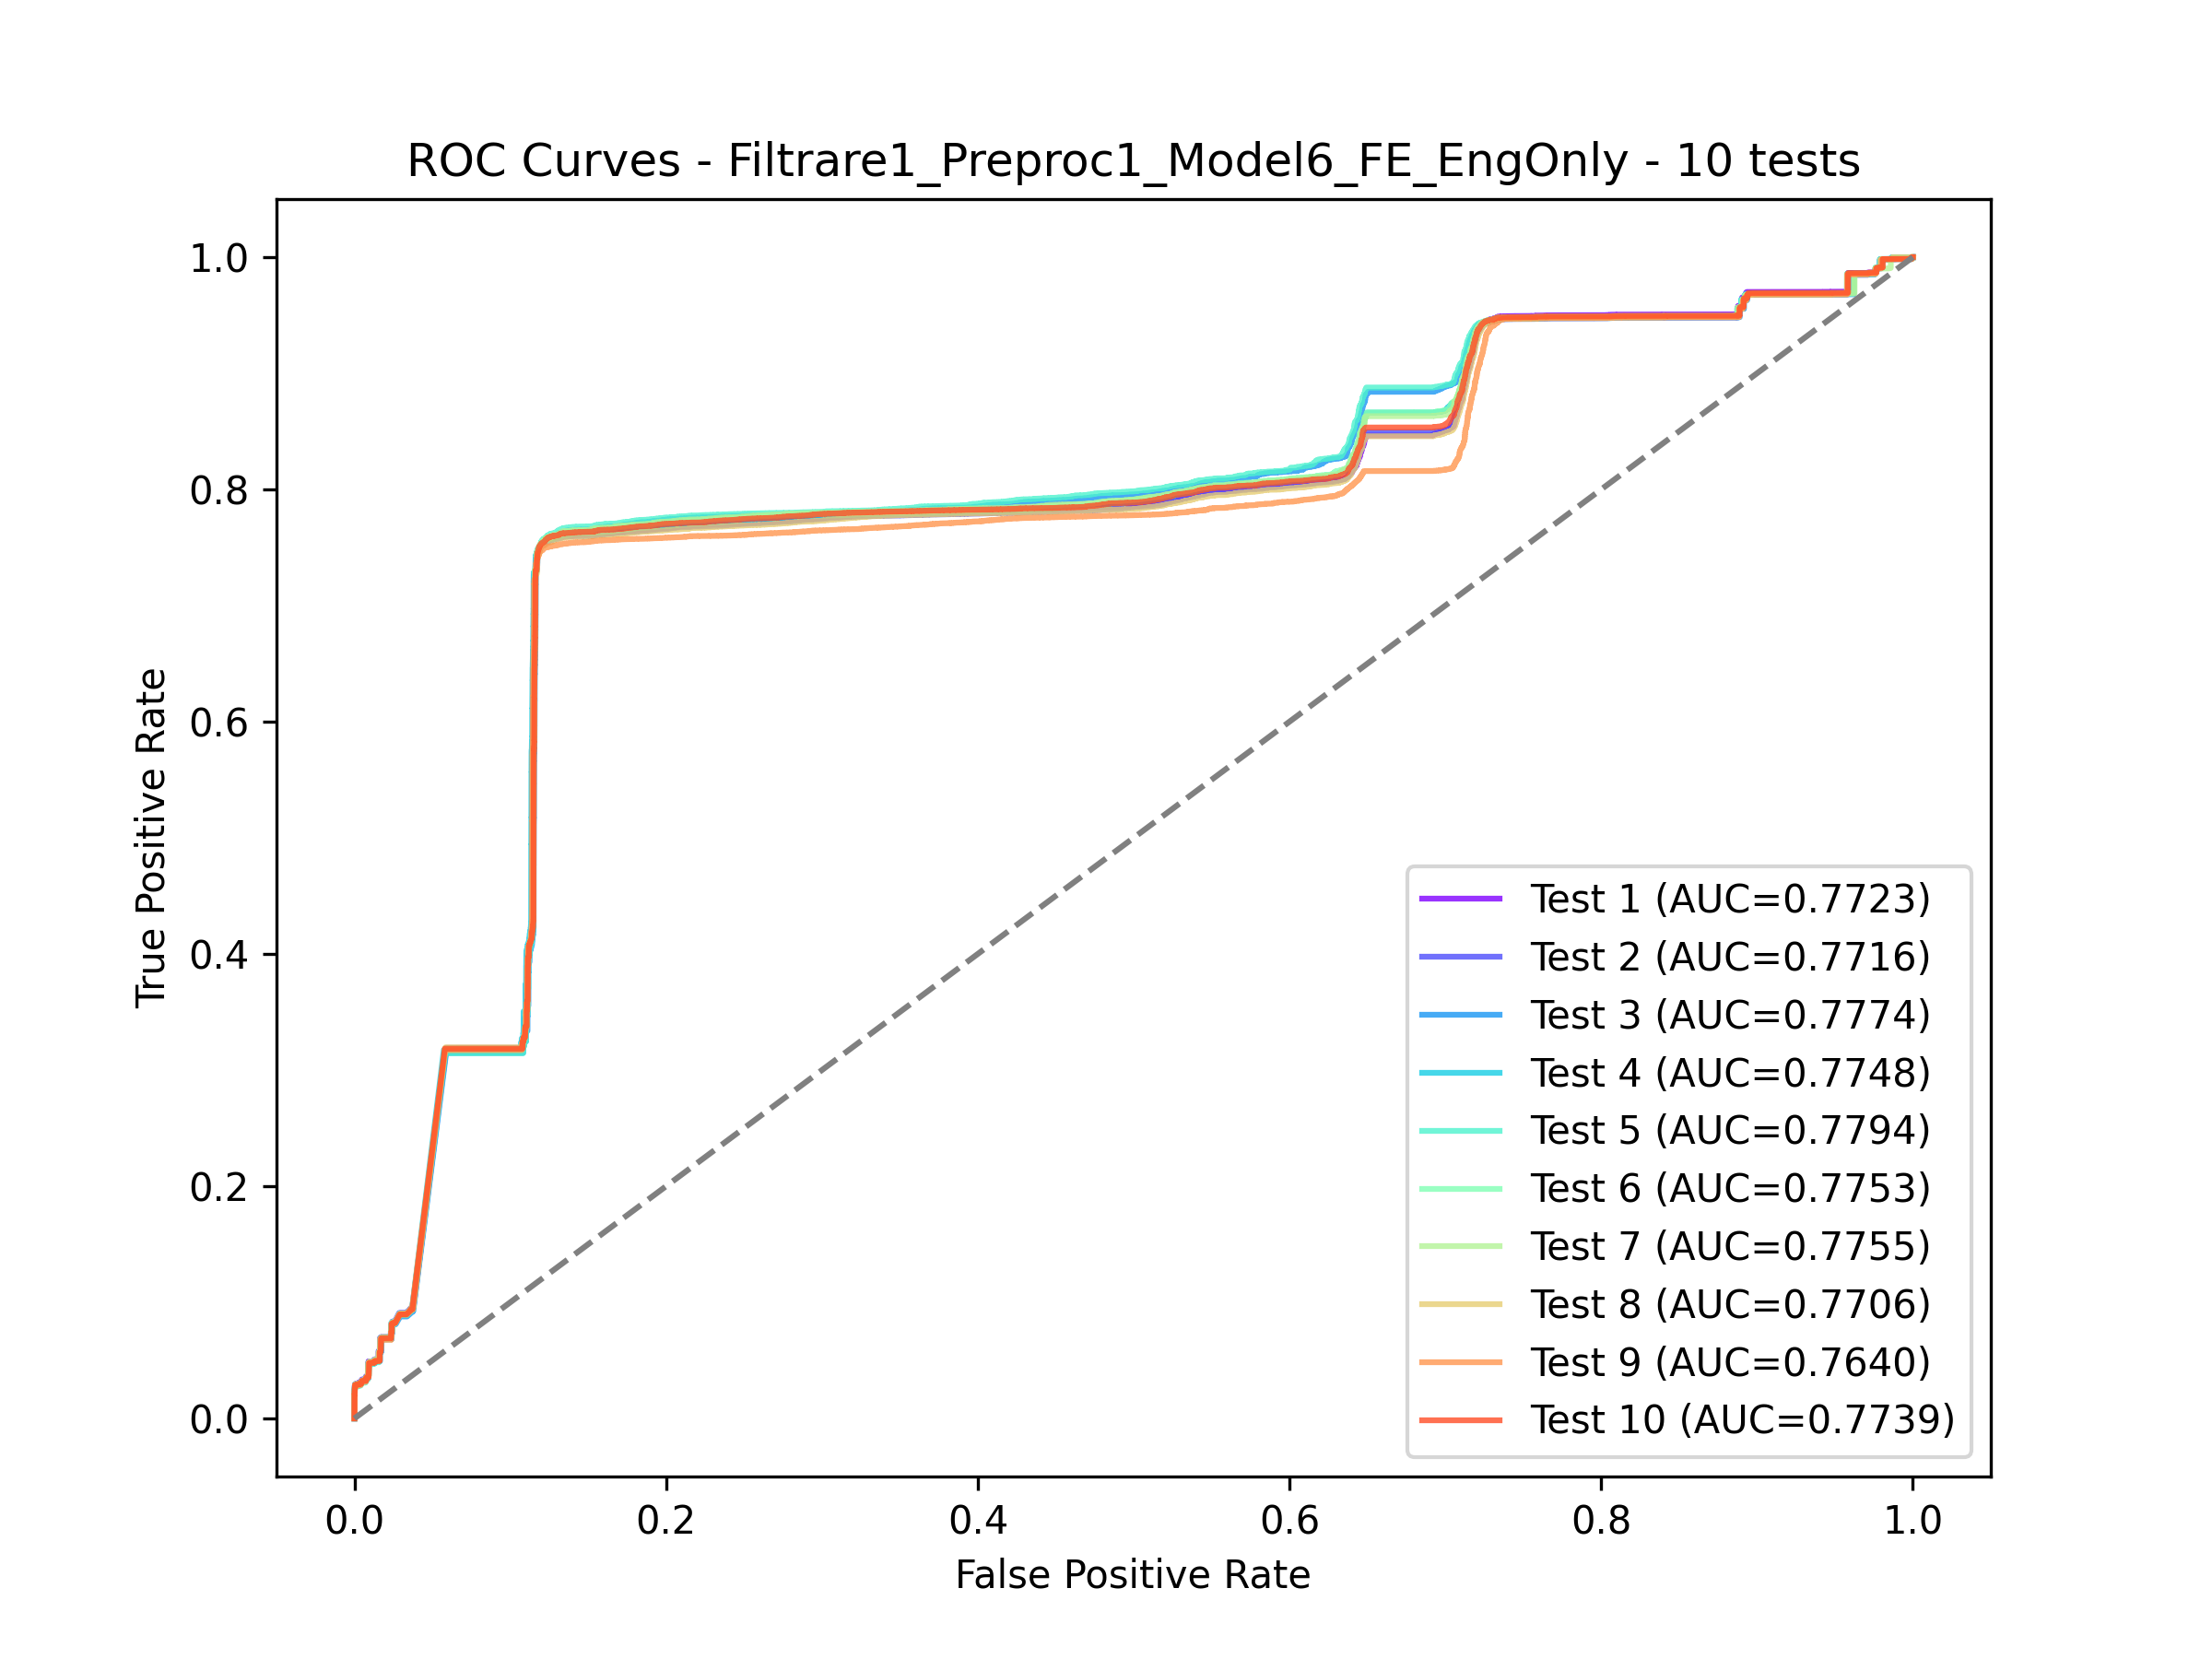 ROC Curves - Filtrare1_Preproc1_Model6_FE_EngOnly - 10 tests
1.0
0.8
0.6
0.4
0.2
0.0
True Positive Rate
Test 1 (AUC=0.7723)
Test 2 (AUC=0.7716)
Test 3 (AUC=0.7774)
Test 4 (AUC=0.7748)
Test 5 (AUC=0.7794)
Test 6 (AUC=0.7753)
Test 7 (AUC=0.7755)
Test 8 (AUC=0.7706)
Test 9 (AUC=0.7640)
Test 10 (AUC=0.7739)
0.0 0.2 0.4 0.6 0.8 1.0
False Positive Rate